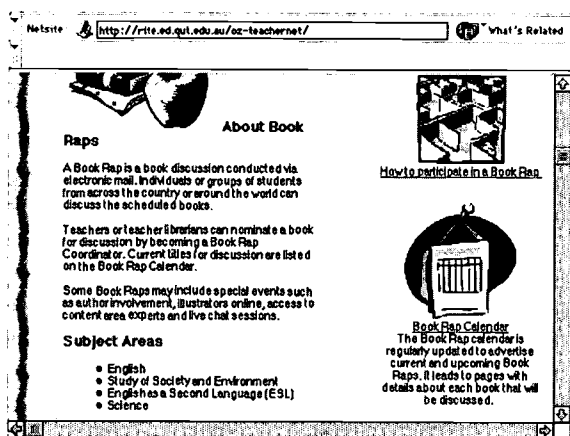 Netsite: http://rite.ed.qut.edu.au/oz-teachernet/ What's Related
About Book
Raps
A Book Rap is a book discussion conducted via
electronic mail. Individuals or groups of students
from across the country or around the world can
discuss the scheduled books.
Teachers or teacher librarians can nominate a book
for discussion by becoming a Book Rap
Coordinator. Current titles for discussion are listed
on the Book Rap Calender.
Some Book Raps may include special events such
as author involvement, illustrators online, access to
content area experts and live chat sessions.
Subject Areas
• English
• Study of Society and Environment
• English as a Second Language (ESL)
• Science
How to participate in a Book Rap
Book Rap Calendar
The Book Rap calendar is
regularly updated to advertise
current and upcoming Book
Raps. It leads to pages with
details about each book that will
be discussed.